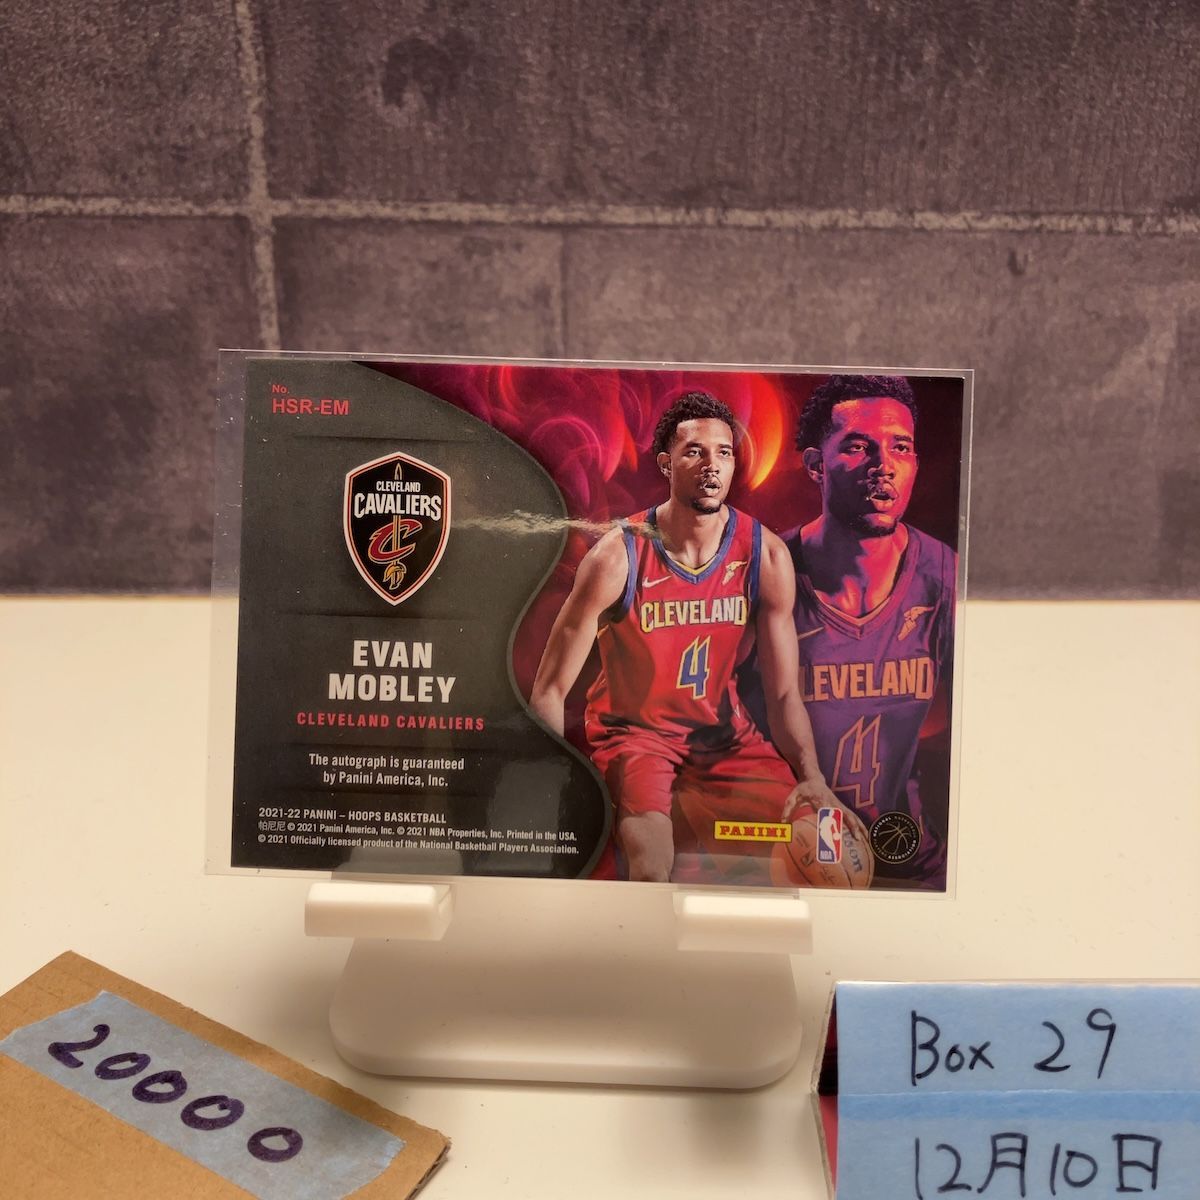 No.
HSR-EM
CLEVELAND
CAVALIERS
EVAN
MOBLEY
CLEVELAND CAVALIERS
The autograph is guaranteed
by Panini America, Inc.
2021-22 PANINI – HOOPS BASKETBALL
帕尼尼 © 2021 Panini America, Inc. © 2021 NBA Properties, Inc. Printed in the USA.
© 2021 Officially licensed product of the National Basketball Players Association.
CLEVELAND
4
LEVELAND
4
PANINI
NBA
20000
Box 29
12月10日